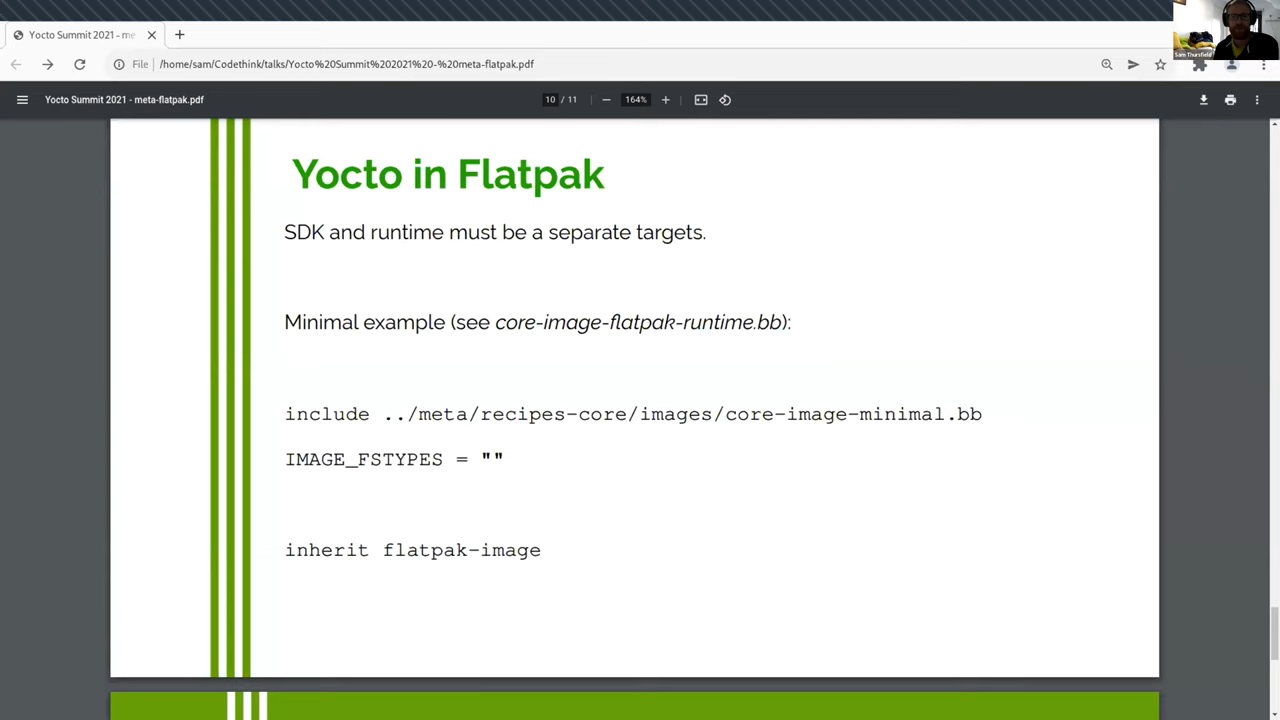 Yocto Summit 2021 - me
File
/home/sam/Codethink/talks/Yocto%20Summit%202021%20-%20meta-flatpak.pdf
Yocto Summit 2021 - meta-flatpak.pdf
10 / 11
164%
Sam Thursfield
Yocto in Flatpak
SDK and runtime must be a separate targets.
Minimal example (see core-image-flatpak-runtime.bb):
include ../meta/recipes-core/images/core-image-minimal.bb
IMAGE_FSTYPES = ""
inherit flatpak-image